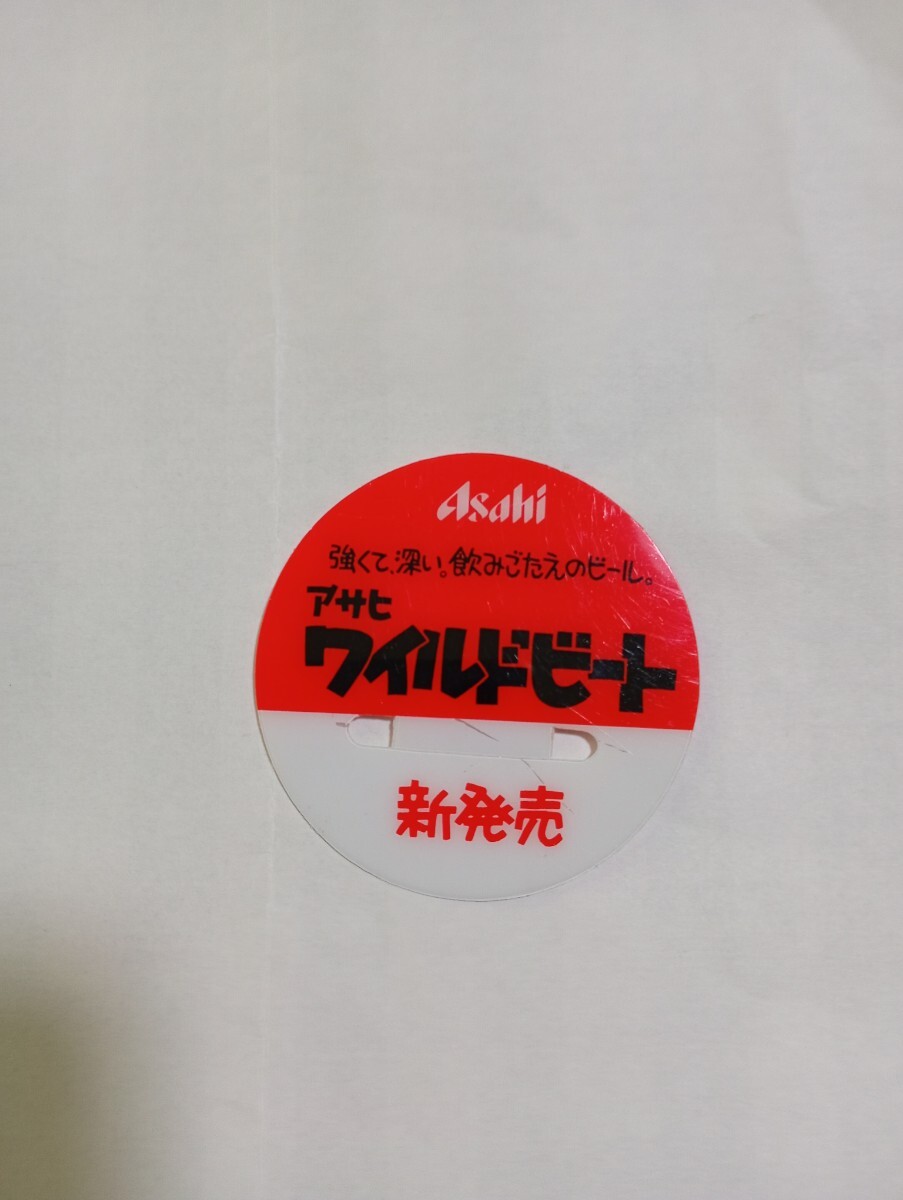 Asahi
強くて、深い。飲みごたえのビール。
アサヒ
ワイルドビート
新発売